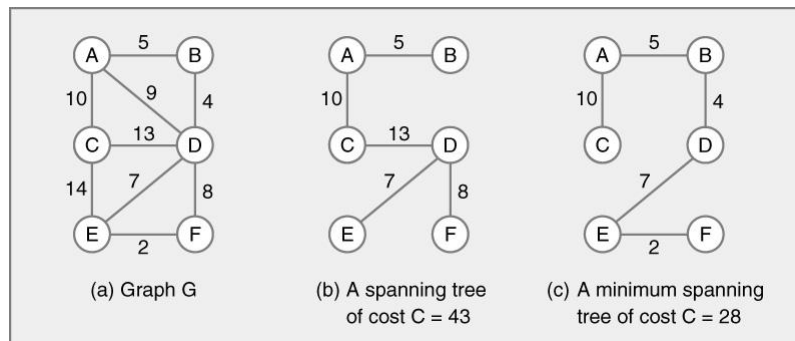 A 5 B
10 9 4
C 13 D
14 7 8
E 2 F
(a) Graph G
A 5 B
10
C 13 D
7 8
E F
(b) A spanning tree
of cost C = 43
A 5 B
10 4
C D
7
E 2 F
(c) A minimum spanning
tree of cost C = 28